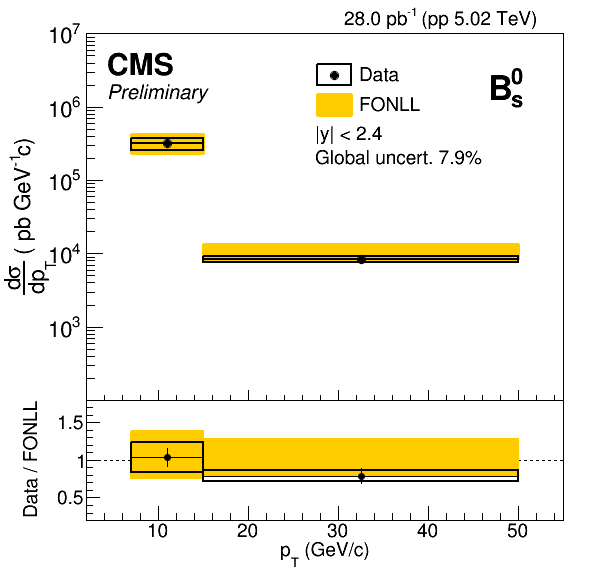 28.0 pb⁻¹ (pp 5.02 TeV)
CMS
Preliminary
Data
FONLL
|y| < 2.4
Global uncert. 7.9%
B⁰ₛ
dσ/dp_T ( pb GeV⁻¹c)
10⁷
10⁶
10⁵
10⁴
10³
Data / FONLL
1.5
1
0.5
10 20 30 40 50
p_T (GeV/c)